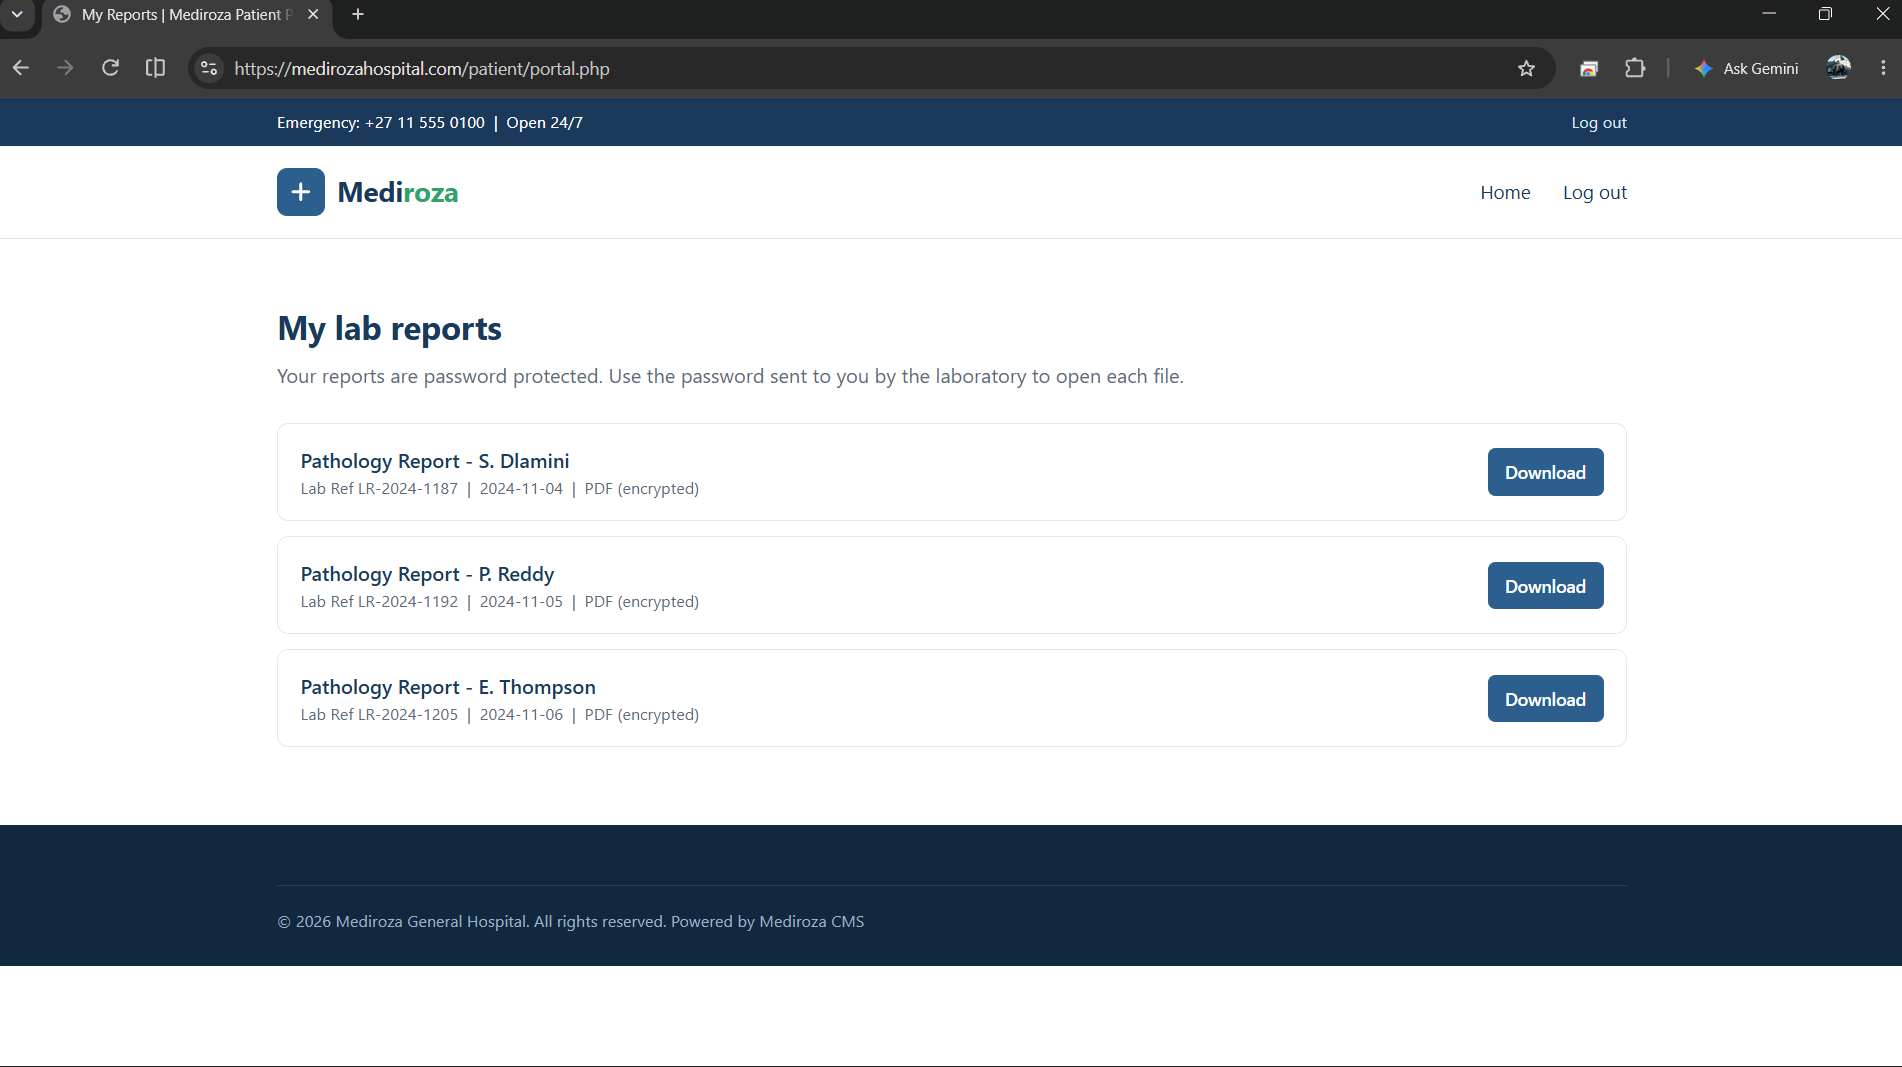 My Reports | Mediroza Patient P
https://medirozahospital.com/patient/portal.php
Ask Gemini
Emergency: +27 11 555 0100 | Open 24/7
Log out
Mediroza
Home
Log out
My lab reports
Your reports are password protected. Use the password sent to you by the laboratory to open each file.
Pathology Report - S. Dlamini
Lab Ref LR-2024-1187 | 2024-11-04 | PDF (encrypted)
Download
Pathology Report - P. Reddy
Lab Ref LR-2024-1192 | 2024-11-05 | PDF (encrypted)
Download
Pathology Report - E. Thompson
Lab Ref LR-2024-1205 | 2024-11-06 | PDF (encrypted)
Download
© 2026 Mediroza General Hospital. All rights reserved. Powered by Mediroza CMS